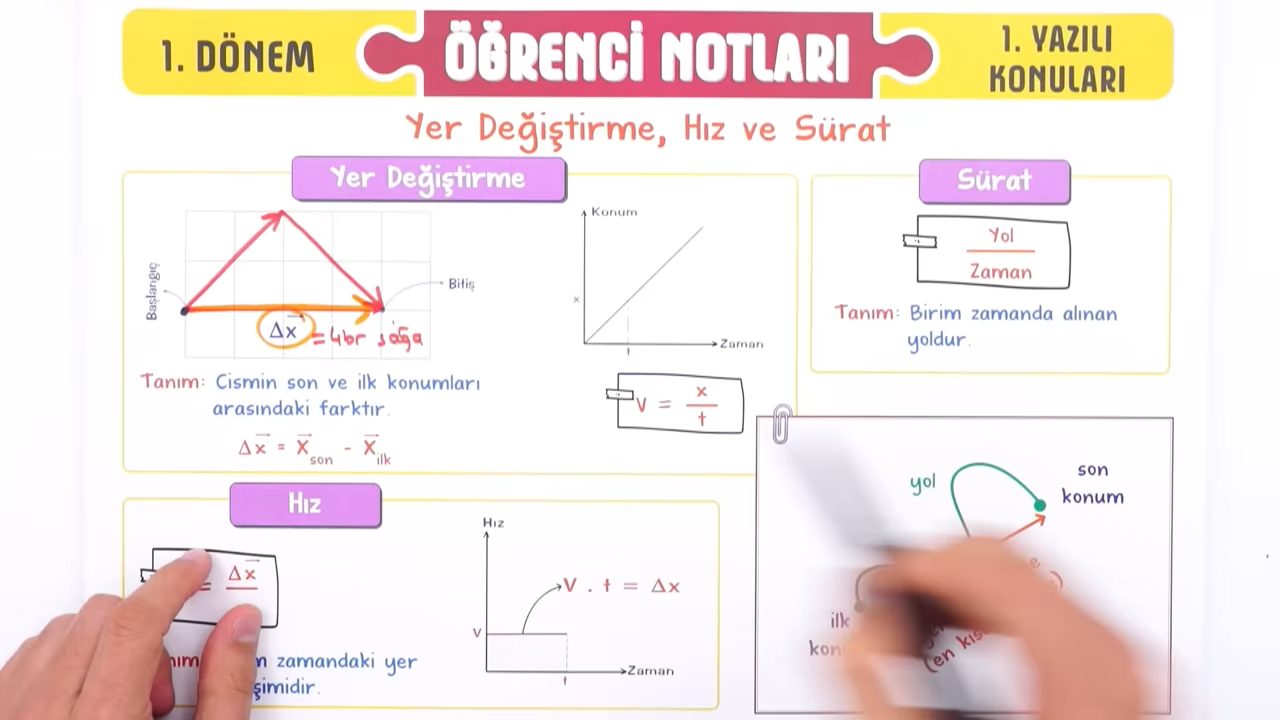 1. DÖNEM
ÖĞRENCİ NOTLARI
1. YAZILI
KONULARI
Yer Değiştirme, Hız ve Sürat
Yer Değiştirme
Başlangıç
Bitiş
Δx = 4br sağa
Tanım: Cismin son ve ilk konumları
arasındaki farktır.
Δx = X son - X ilk
Konum
x
t
Zaman
V = x / t
Sürat
Yol
Zaman
Tanım: Birim zamanda alınan
yoldur.
Hız
= Δx
zamandaki yer
Hız
V
t
Zaman
V . t = Δx
yol
son
konum
ilk
(en